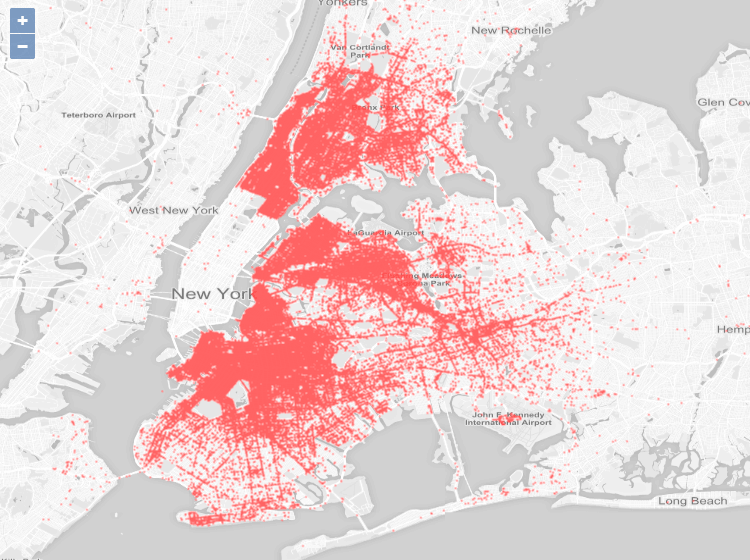 Yonkers
+
−
New Rochelle
Van Cortlandt
Park
Glen Cov
Bronx Park
Teterboro Airport
West New York
LaGuardia Airport
Flushing Meadows
Corona Park
New York
Hemp
John F. Kennedy
International Airport
Long Beach